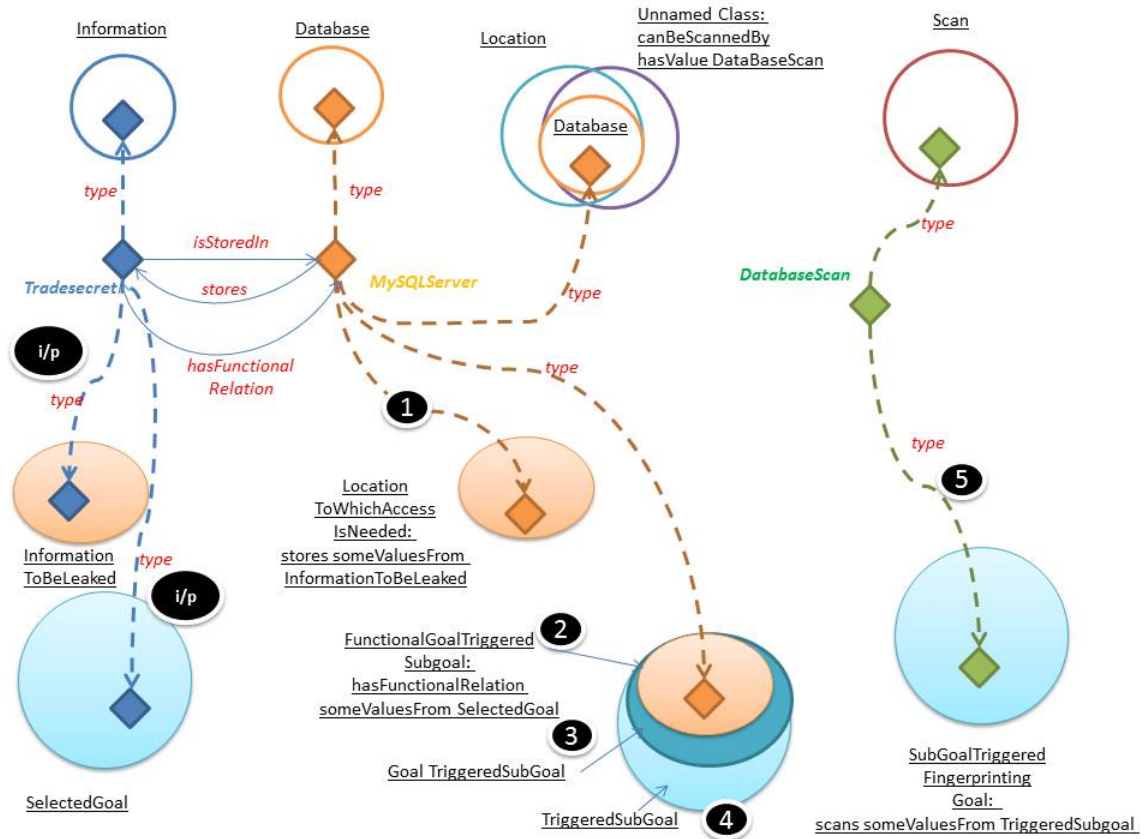 Information
Database
Location
Unnamed Class:
canBeScannedBy
hasValue DataBaseScan
Scan
Database
type
type
isStoredIn
Tradesecret
stores
MySQLServer
type
DatabaseScan
type
i/p
hasFunctional
Relation
type
type
1
type
5
Information
ToBeLeaked
Location
ToWhichAccess
IsNeeded:
stores someValuesFrom
InformationToBeLeaked
type
i/p
2
FunctionalGoalTriggered
Subgoal:
hasFunctionalRelation
someValuesFrom SelectedGoal
3
Goal TriggeredSubGoal
SelectedGoal
TriggeredSubGoal
4
SubGoalTriggered
Fingerprinting
Goal:
scans someValuesFrom TriggeredSubgoal